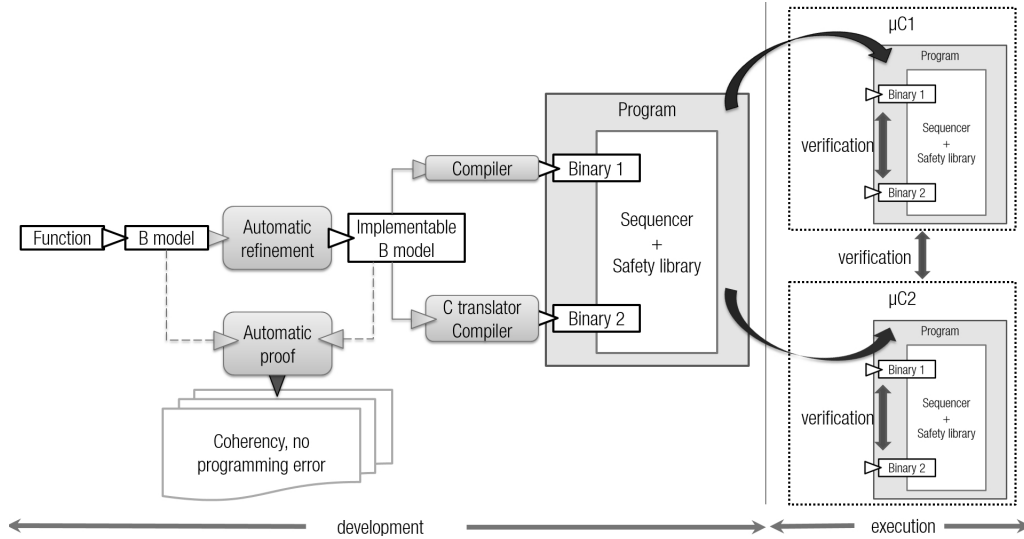 Function
B model
Automatic
refinement
Implementable
B model
Automatic
proof
Coherency, no
programming error
Compiler
C translator
Compiler
Program
Binary 1
Sequencer
+
Safety library
Binary 2
µC1
Program
Binary 1
verification
Sequencer
+
Safety library
Binary 2
verification
µC2
Program
Binary 1
verification
Sequencer
+
Safety library
Binary 2
development
execution